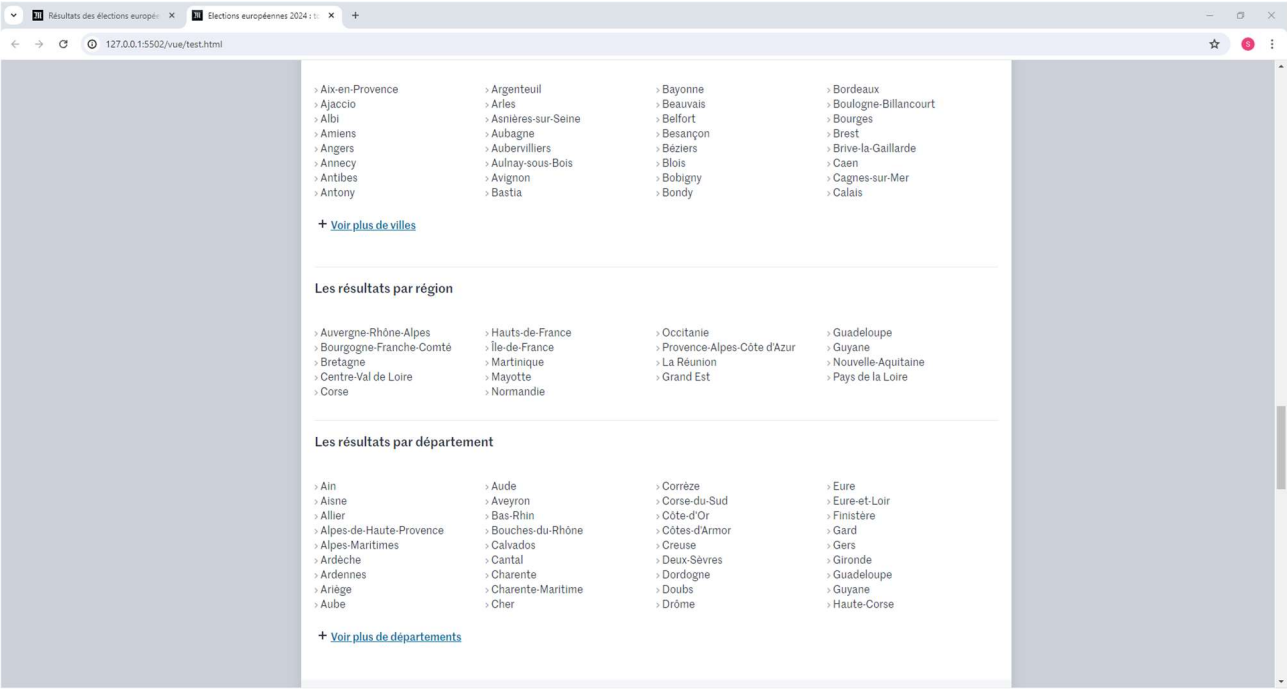 Résultats des élections europé
Elections européennes 2024 : t
127.0.0.1:5502/vue/test.html
S
Aix-en-Provence
Ajaccio
Albi
Amiens
Angers
Annecy
Antibes
Antony
Argenteuil
Arles
Asnières-sur-Seine
Aubagne
Aubervilliers
Aulnay-sous-Bois
Avignon
Bastia
Bayonne
Beauvais
Belfort
Besançon
Béziers
Blois
Bobigny
Bondy
Bordeaux
Boulogne-Billancourt
Bourges
Brest
Brive-la-Gaillarde
Caen
Cagnes-sur-Mer
Calais
+ Voir plus de villes
Les résultats par région
Auvergne-Rhône-Alpes
Bourgogne-Franche-Comté
Bretagne
Centre-Val de Loire
Corse
Hauts-de-France
Île-de-France
Martinique
Mayotte
Normandie
Occitanie
Provence-Alpes-Côte d'Azur
La Réunion
Grand Est
Guadeloupe
Guyane
Nouvelle-Aquitaine
Pays de la Loire
Les résultats par département
Ain
Aisne
Allier
Alpes-de-Haute-Provence
Alpes-Maritimes
Ardèche
Ardennes
Ariège
Aube
Aude
Aveyron
Bas-Rhin
Bouches-du-Rhône
Calvados
Cantal
Charente
Charente-Maritime
Cher
Corrèze
Corse-du-Sud
Côte-d'Or
Côtes-d'Armor
Creuse
Deux-Sèvres
Dordogne
Doubs
Drôme
Eure
Eure-et-Loir
Finistère
Gard
Gers
Gironde
Guadeloupe
Guyane
Haute-Corse
+ Voir plus de départements